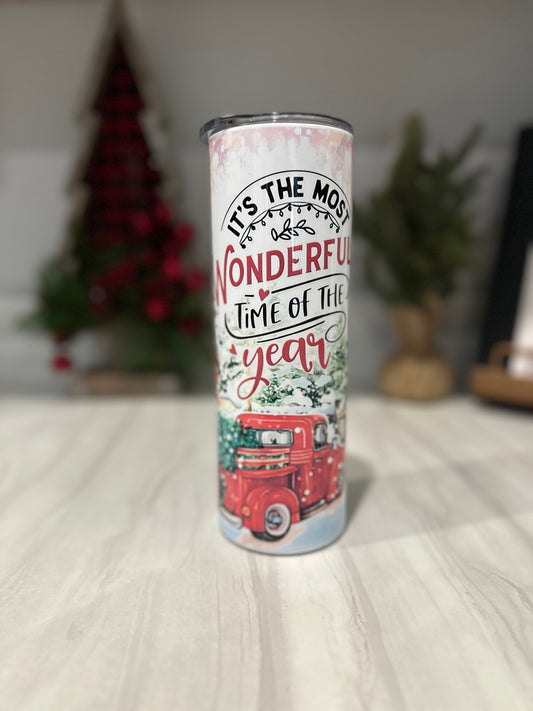 IT'S THE MOST
WONDERFUL
TIME OF THE
year